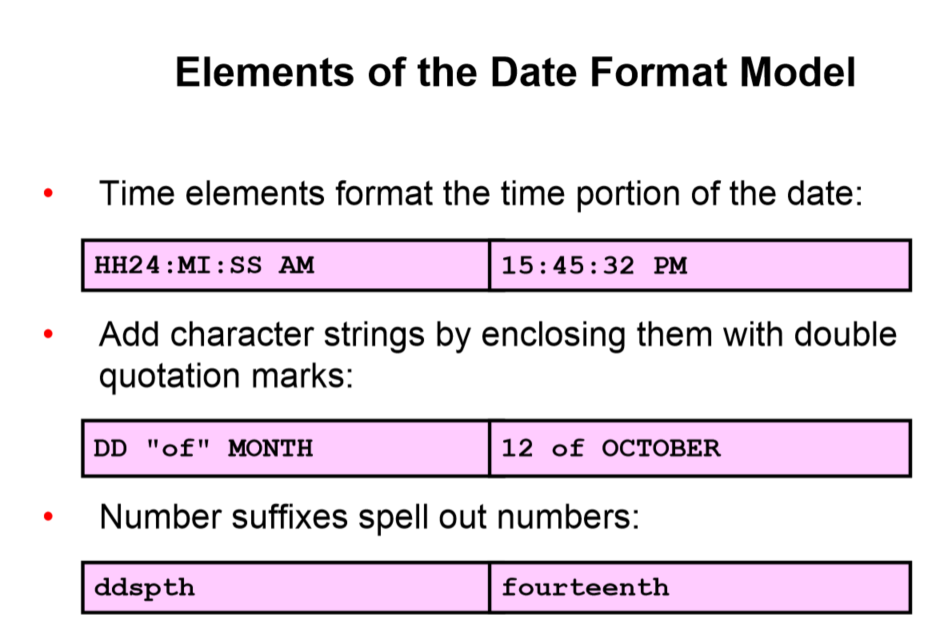 Elements of the Date Format Model
• Time elements format the time portion of the date:
HH24:MI:SS AM 15:45:32 PM
• Add character strings by enclosing them with double
quotation marks:
DD "of" MONTH 12 of OCTOBER
• Number suffixes spell out numbers:
ddspth fourteenth